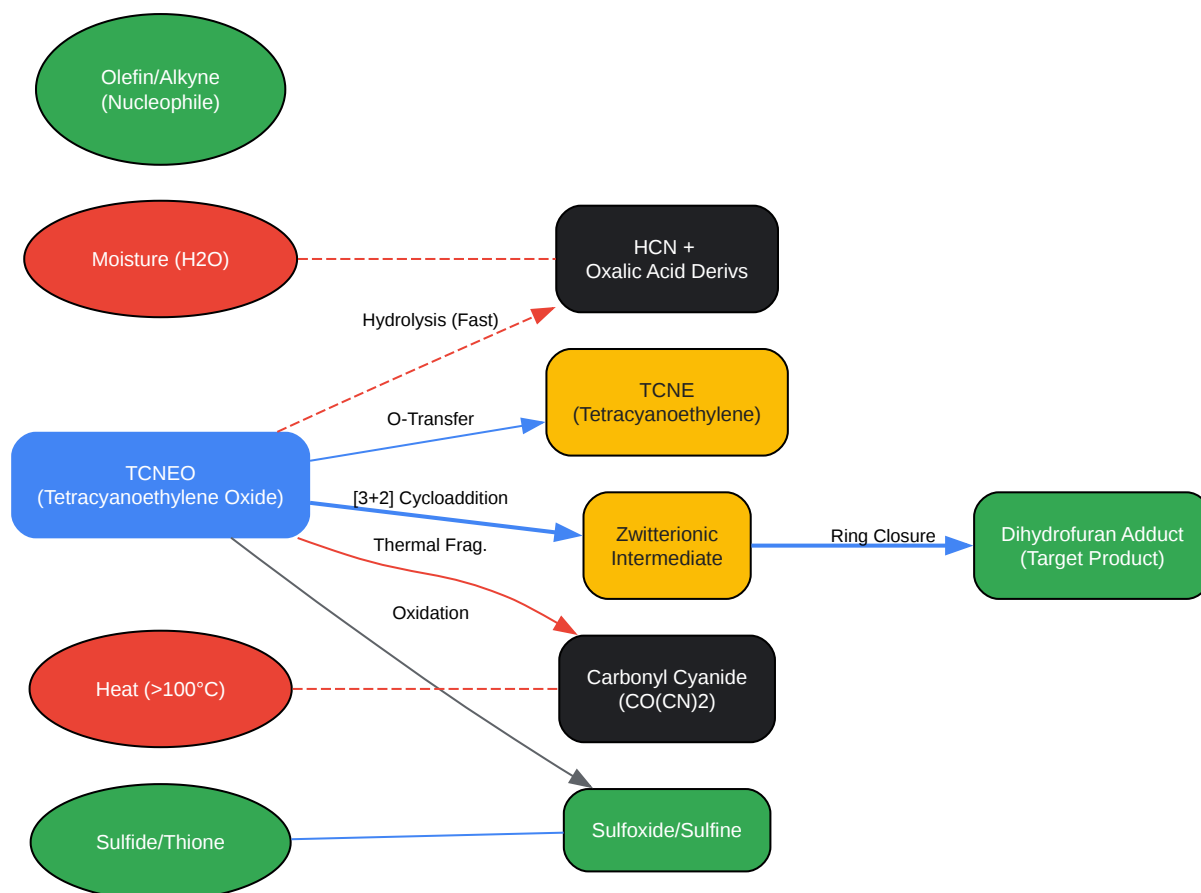 Olefin/Alkyne
(Nucleophile)
Moisture (H2O)
HCN +
Oxalic Acid Derivs
Hydrolysis (Fast)
TCNE
(Tetracyanoethylene)
O-Transfer
TCNEO
(Tetracyanoethylene Oxide)
[3+2] Cycloaddition
Zwitterionic
Intermediate
Ring Closure
Dihydrofuran Adduct
(Target Product)
Thermal Frag.
Oxidation
Heat (>100°C)
Carbonyl Cyanide
(CO(CN)2)
Sulfide/Thione
Sulfoxide/Sulfine